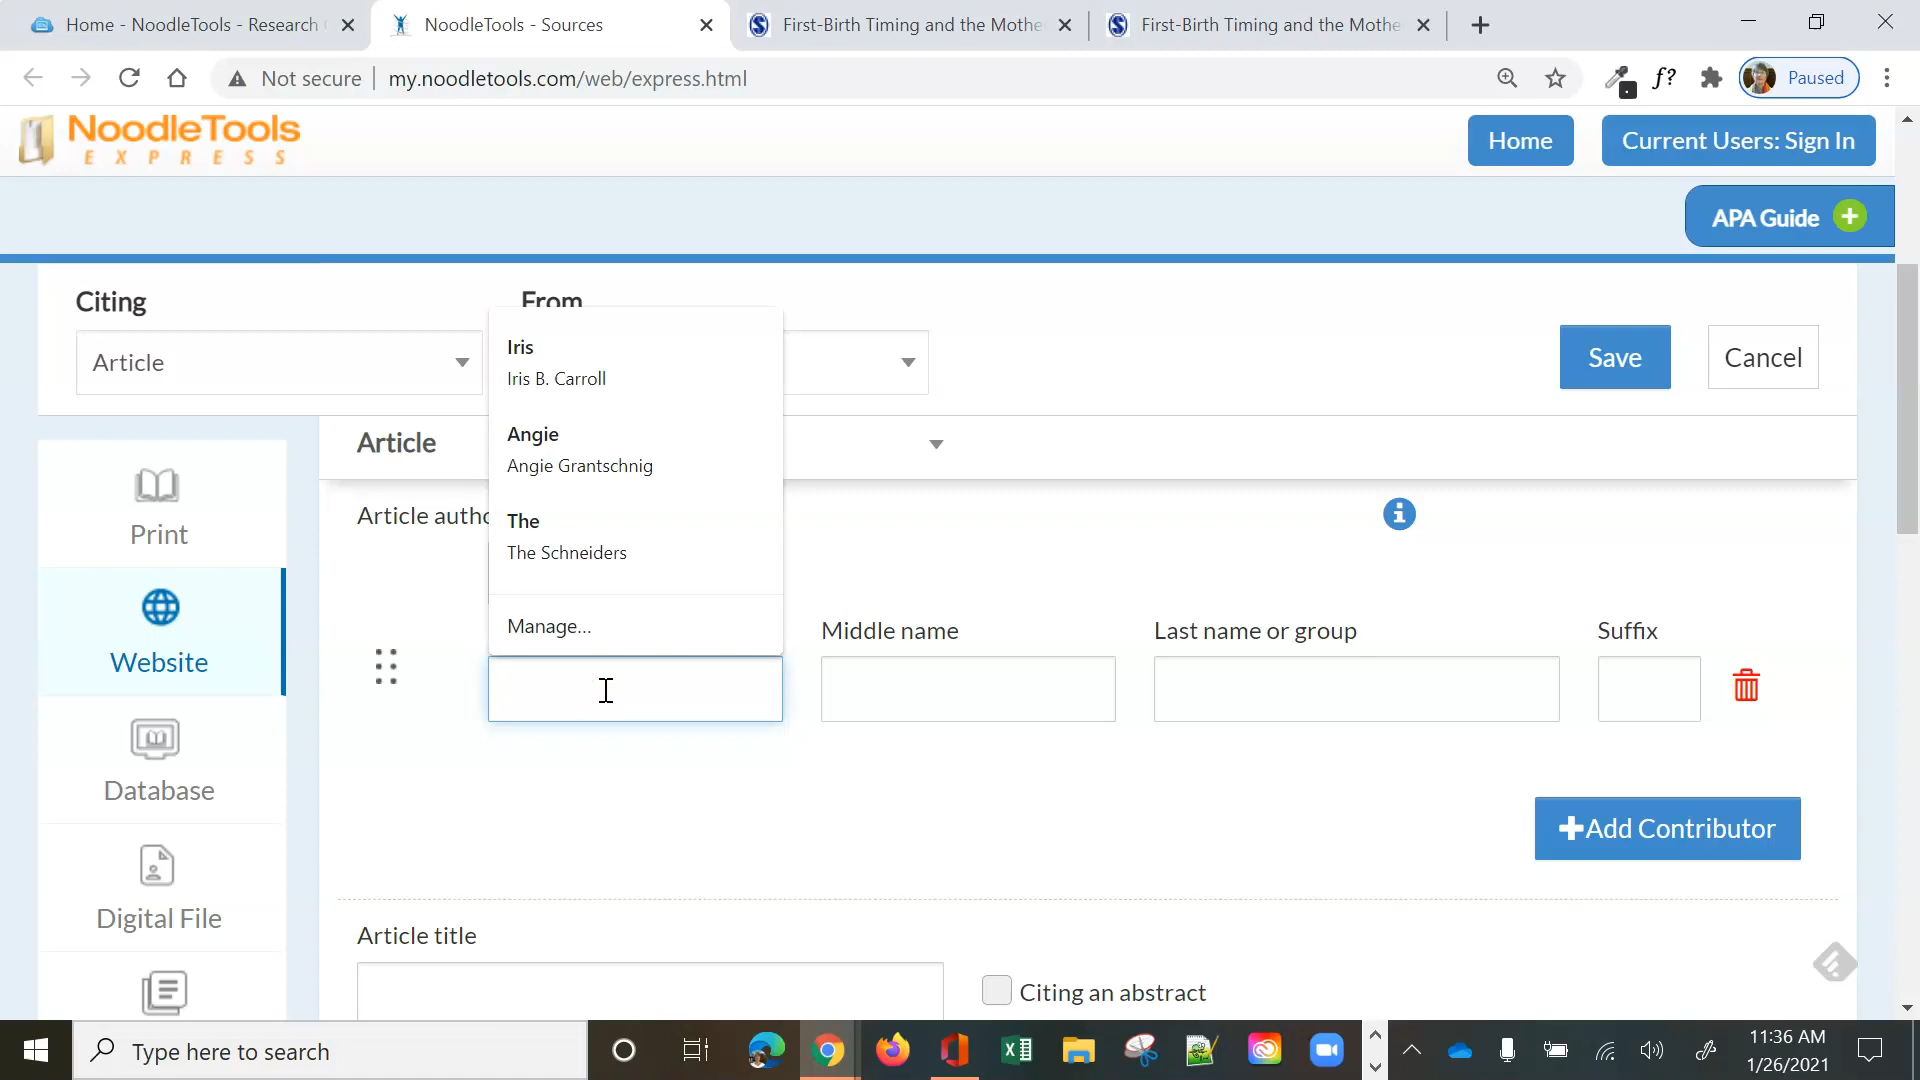 Home - NoodleTools - Research
NoodleTools - Sources
First-Birth Timing and the Mothe
First-Birth Timing and the Mothe
Not secure
my.noodletools.com/web/express.html
f?
Paused
NoodleTools
EXPRESS
Home
Current Users: Sign In
APA Guide
Citing
From
Article
Save
Cancel
Iris
Iris B. Carroll
Angie
Angie Grantschnig
The
The Schneiders
Manage...
Article
Article autho
Print
Website
Database
Digital File
Middle name
Last name or group
Suffix
Add Contributor
Article title
Citing an abstract
Type here to search
11:36 AM
1/26/2021